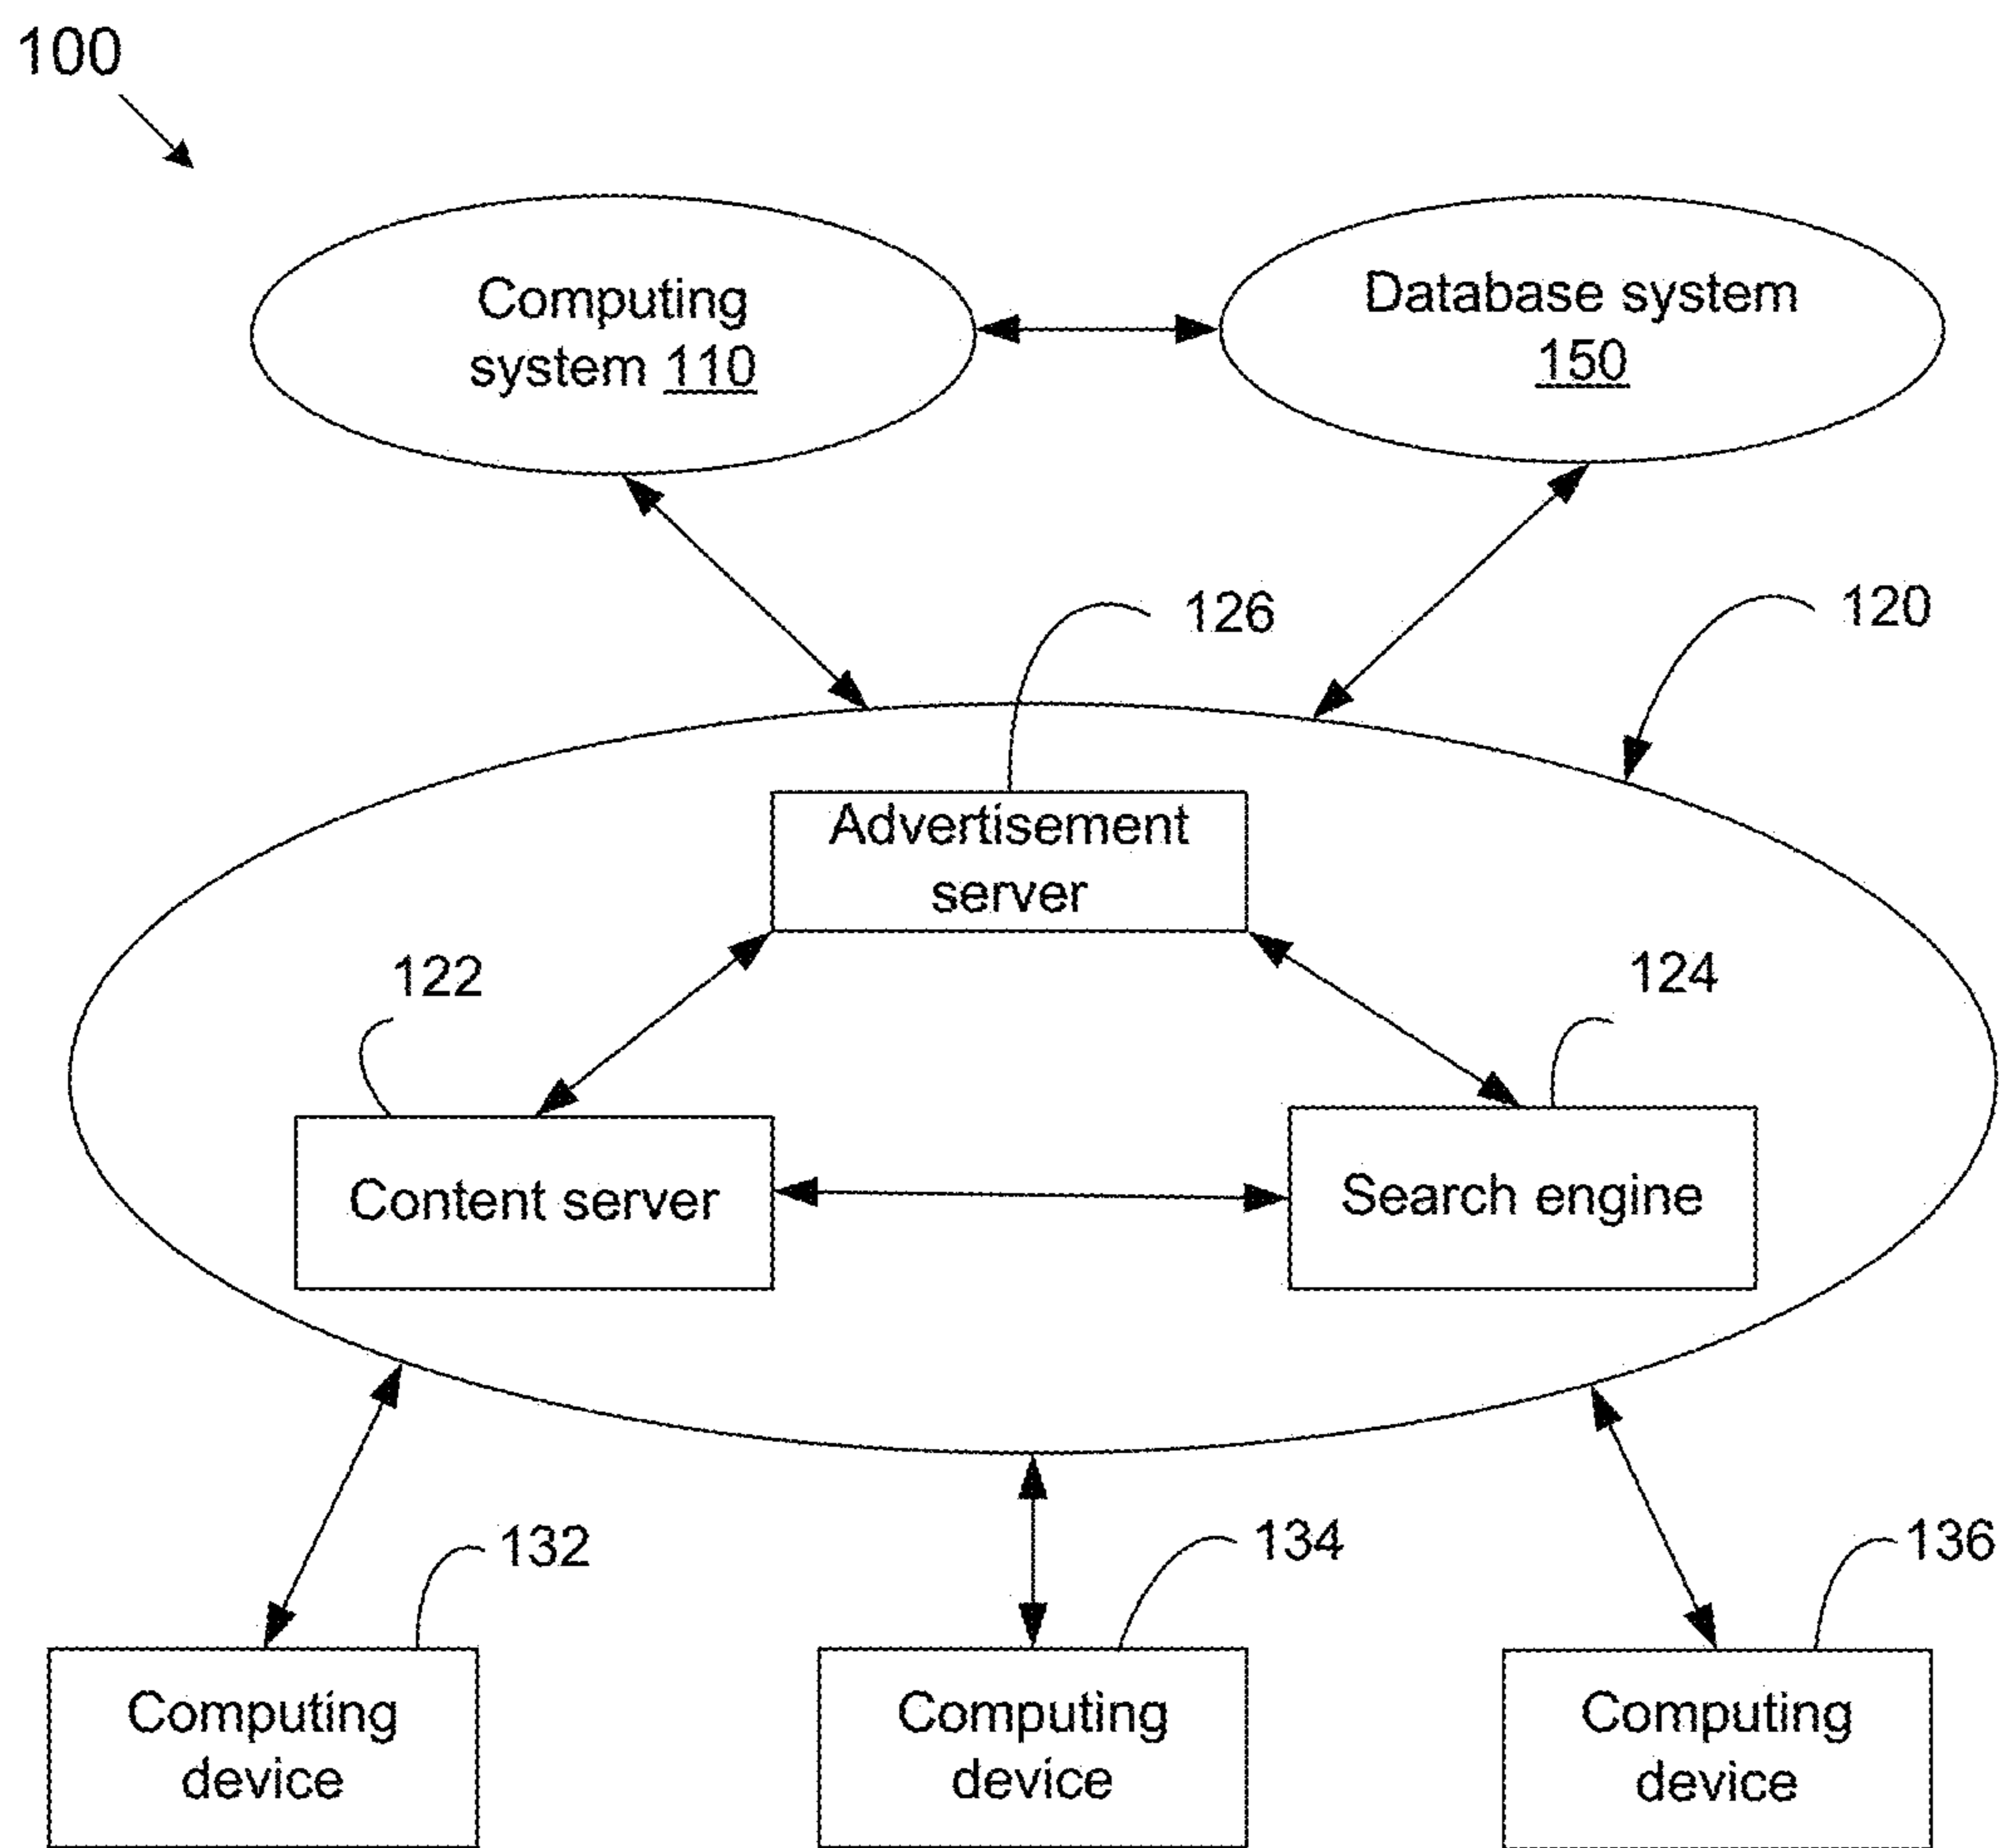 100
Computing
system 110
Database system
150
126
120
Advertisement
server
122
124
Content server
Search engine
132
134
136
Computing
device
Computing
device
Computing
device